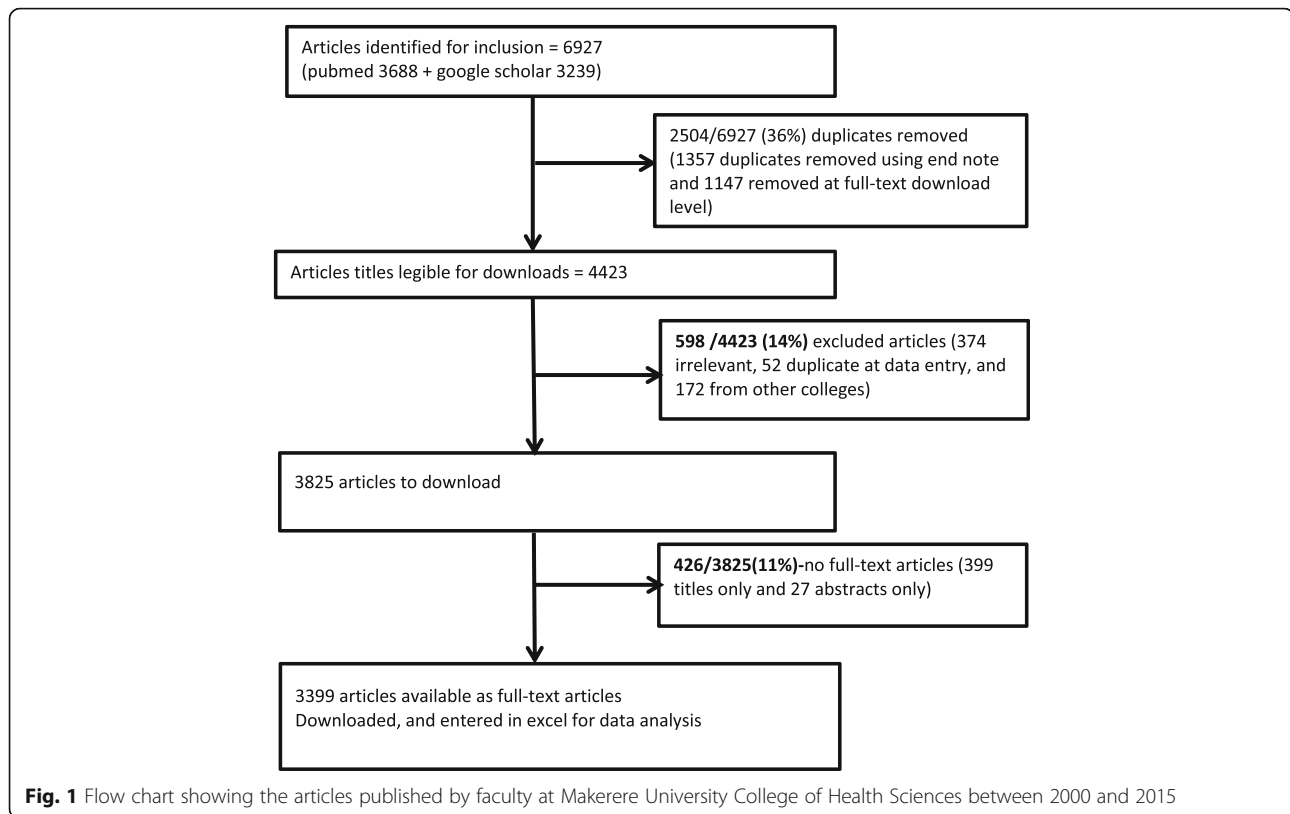 Articles identified for inclusion = 6927
(pubmed 3688 + google scholar 3239)
2504/6927 (36%) duplicates removed
(1357 duplicates removed using end note
and 1147 removed at full-text download
level)
Articles titles legible for downloads = 4423
598 /4423 (14%) excluded articles (374
irrelevant, 52 duplicate at data entry, and
172 from other colleges)
3825 articles to download
426/3825(11%)-no full-text articles (399
titles only and 27 abstracts only)
3399 articles available as full-text articles
Downloaded, and entered in excel for data analysis
Fig. 1 Flow chart showing the articles published by faculty at Makerere University College of Health Sciences between 2000 and 2015